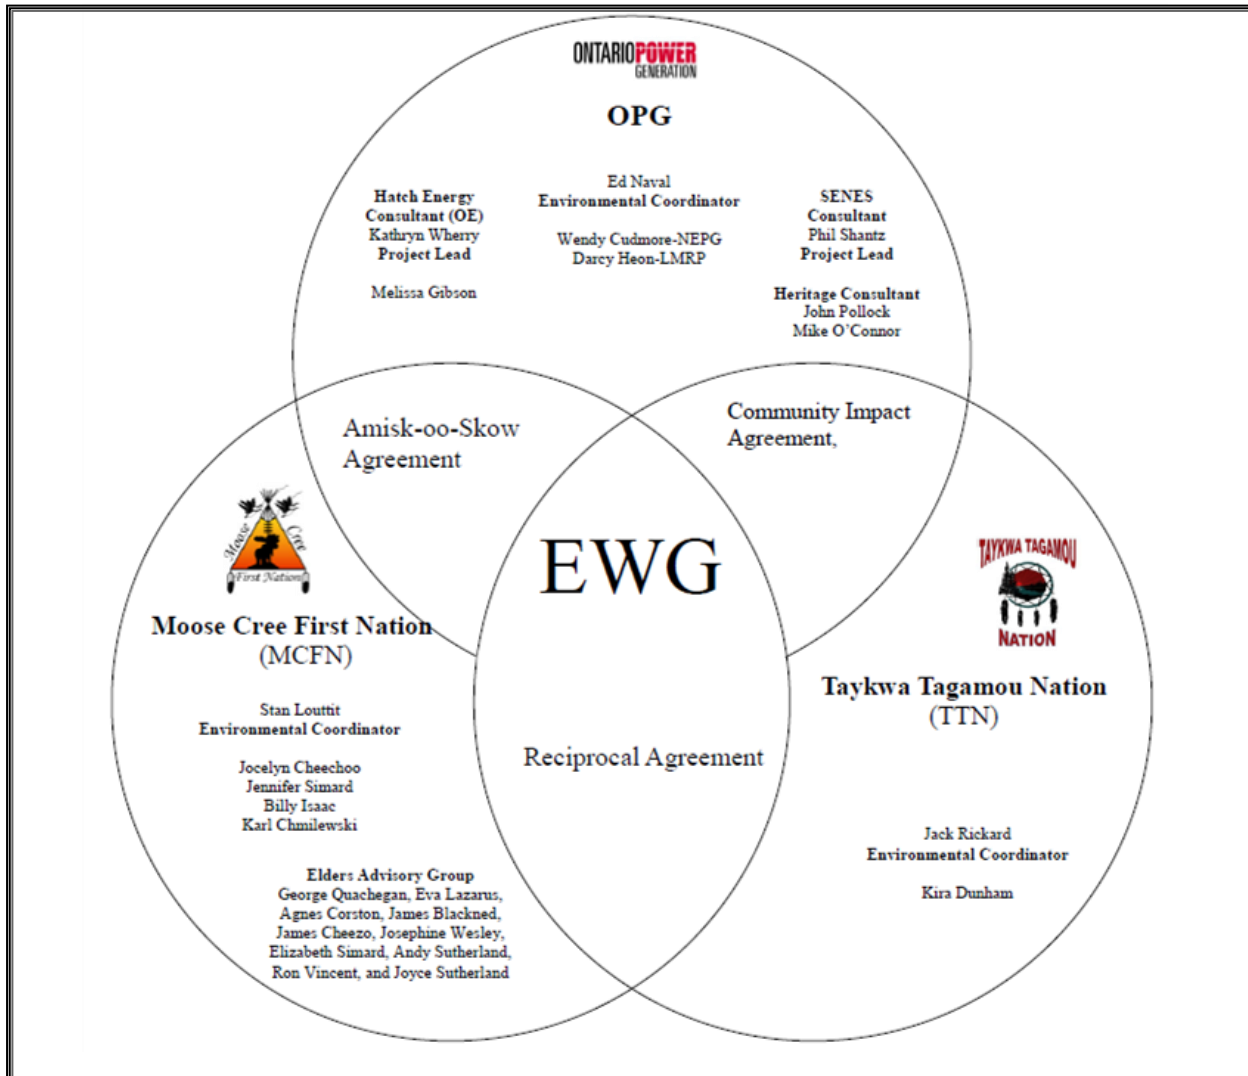 ONTARIOPOWER
GENERATION
OPG
Hatch Energy
Consultant (OE)
Kathryn Wherry
Project Lead
Melissa Gibson
Ed Naval
Environmental Coordinator
Wendy Cudmore-NEPG
Darcy Heon-LMRP
SENES
Consultant
Phil Shantz
Project Lead
Heritage Consultant
John Pollock
Mike O'Connor
Amisk-oo-Skow
Agreement
Community Impact
Agreement,
EWG
Reciprocal Agreement
Moose Cree
First Nation
Moose Cree First Nation
(MCFN)
Stan Louttit
Environmental Coordinator
Jocelyn Cheechoo
Jennifer Simard
Billy Isaac
Karl Chmilewski
Elders Advisory Group
George Quachegan, Eva Lazarus,
Agnes Corston, James Blackned,
James Cheezo, Josephine Wesley,
Elizabeth Simard, Andy Sutherland,
Ron Vincent, and Joyce Sutherland
TAYKWA TAGAMOU
NATION
Taykwa Tagamou Nation
(TTN)
Jack Rickard
Environmental Coordinator
Kira Dunham